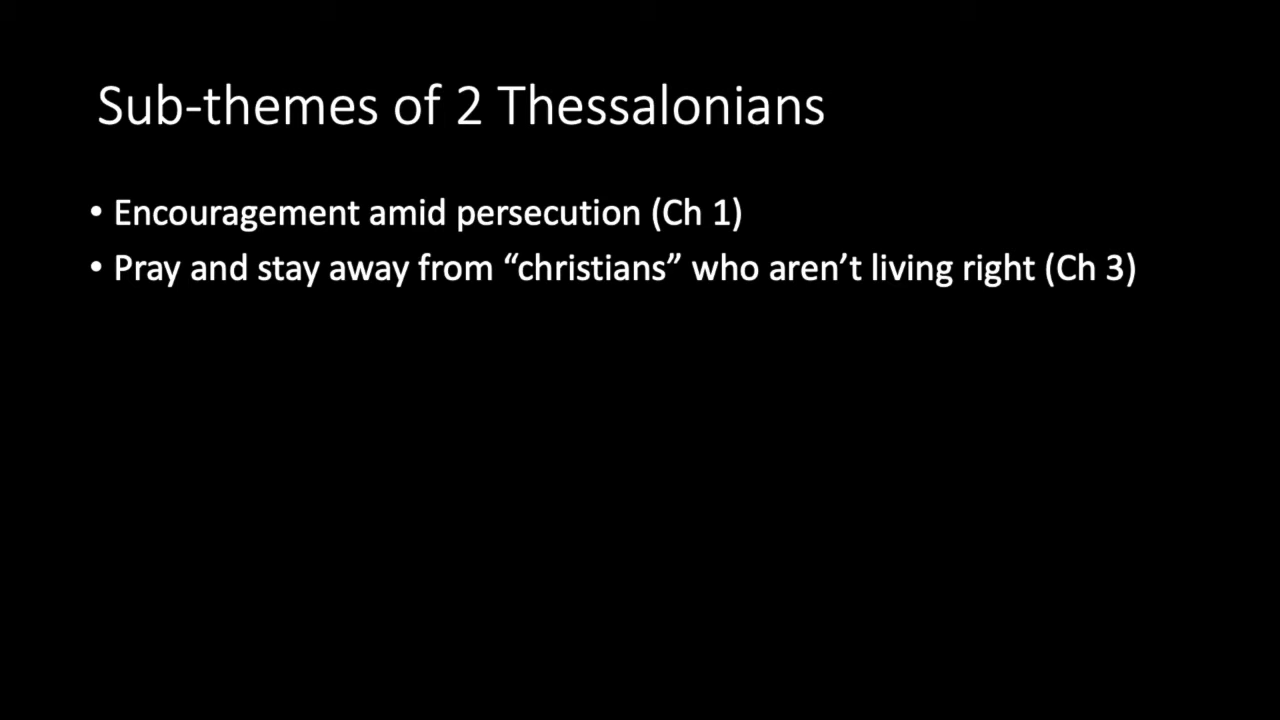 Sub-themes of 2 Thessalonians
• Encouragement amid persecution (Ch 1)
• Pray and stay away from “christians” who aren’t living right (Ch 3)